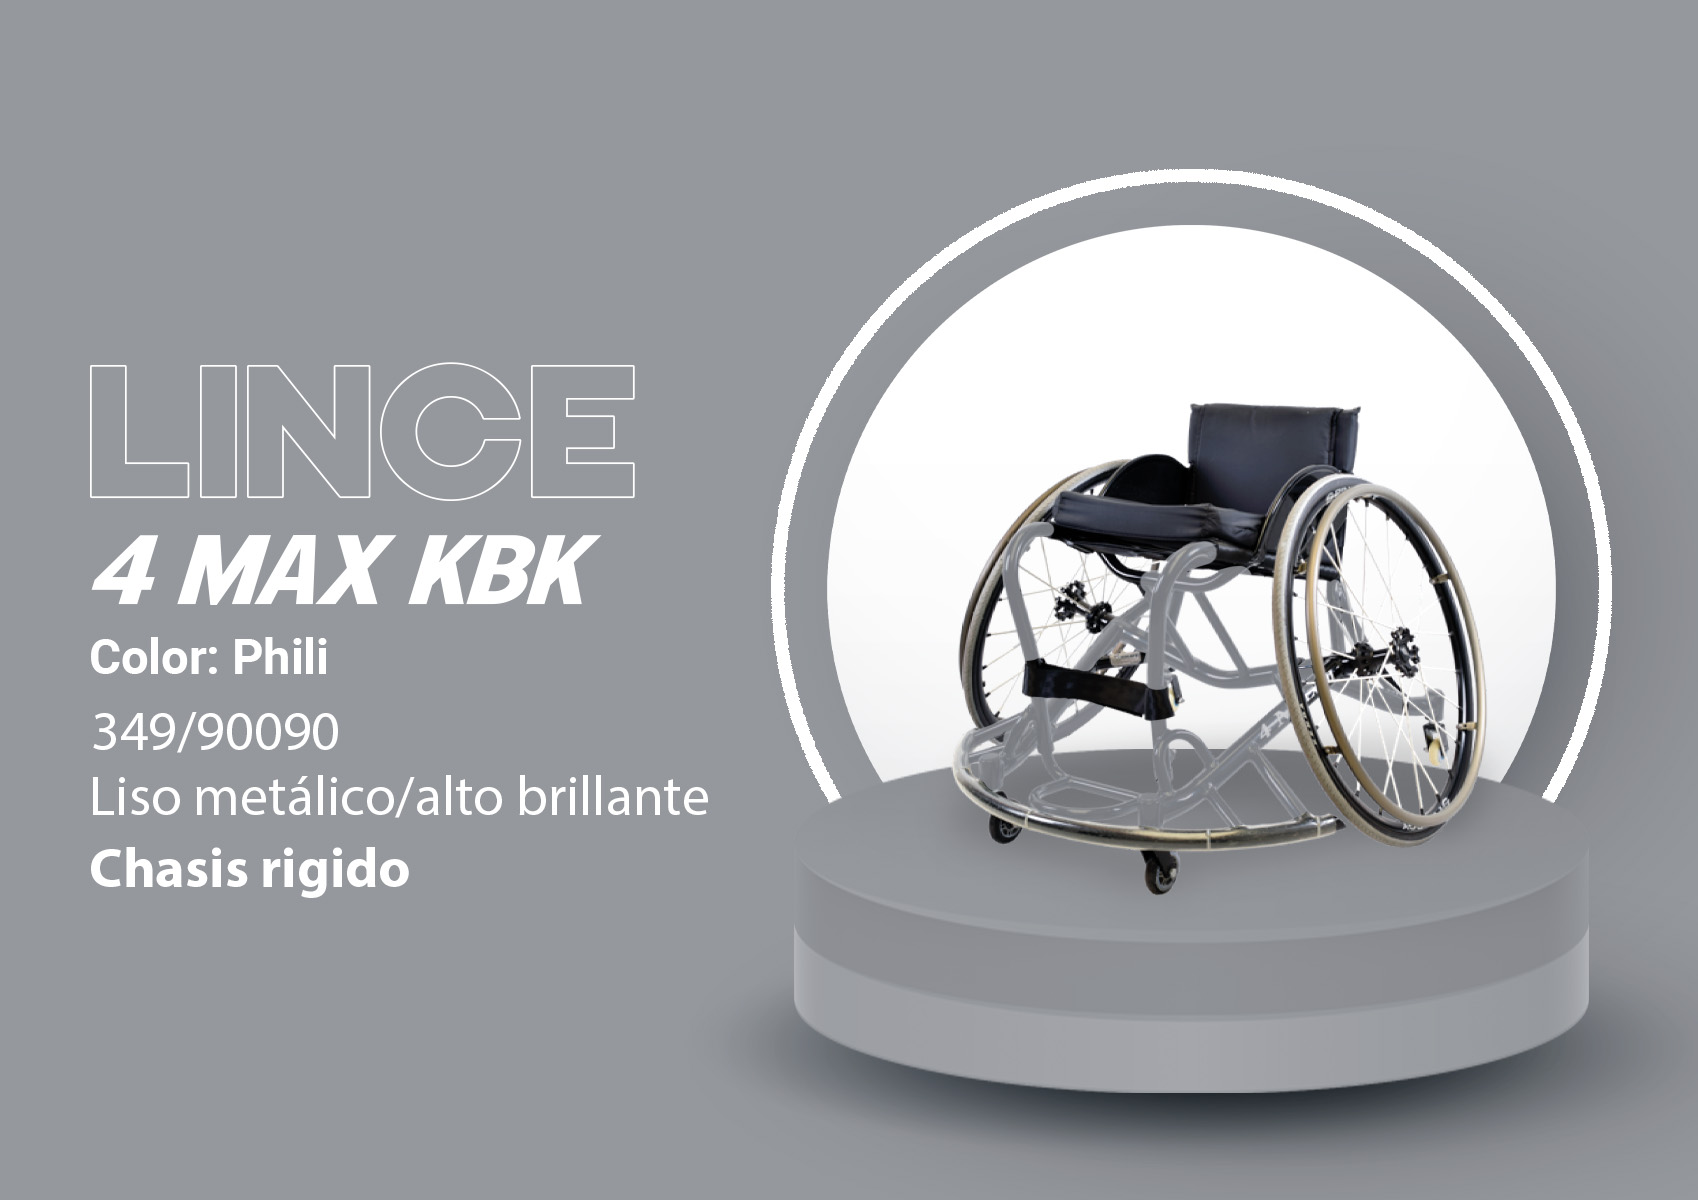 LINCE
4 MAX KBK
Color: Phili
349/90090
Liso metálico/alto brillante
Chasis rigido